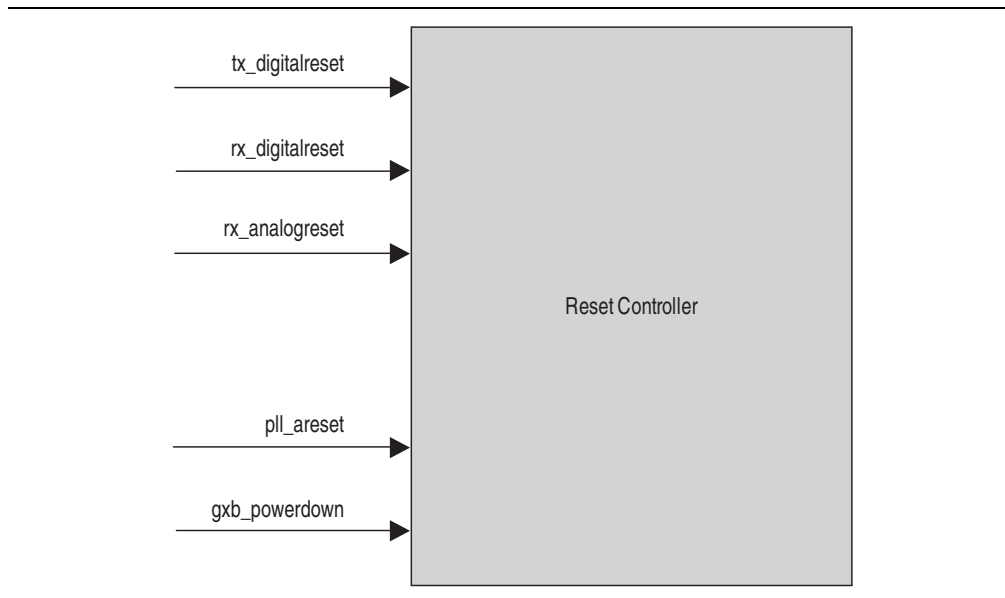 tx_digitalreset
rx_digitalreset
rx_analogreset
Reset Controller
pll_areset
gxb_powerdown